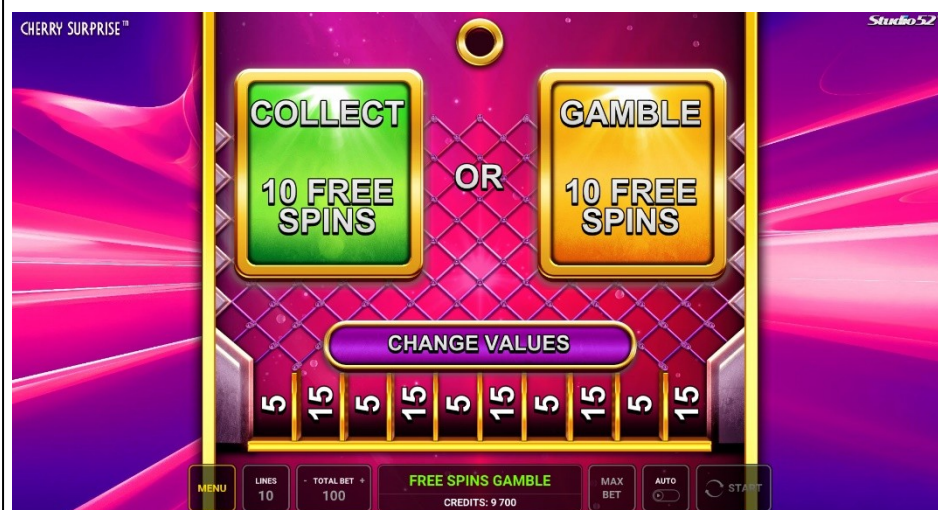 CHERRY SURPRISE™
Studio52
COLLECT
10 FREE
SPINS
OR
GAMBLE
10 FREE
SPINS
CHANGE VALUES
5 15 5 15 5 15 5 15 5 15
MENU
LINES
10
- TOTAL BET +
100
FREE SPINS GAMBLE
CREDITS: 9 700
MAX
BET
AUTO
START